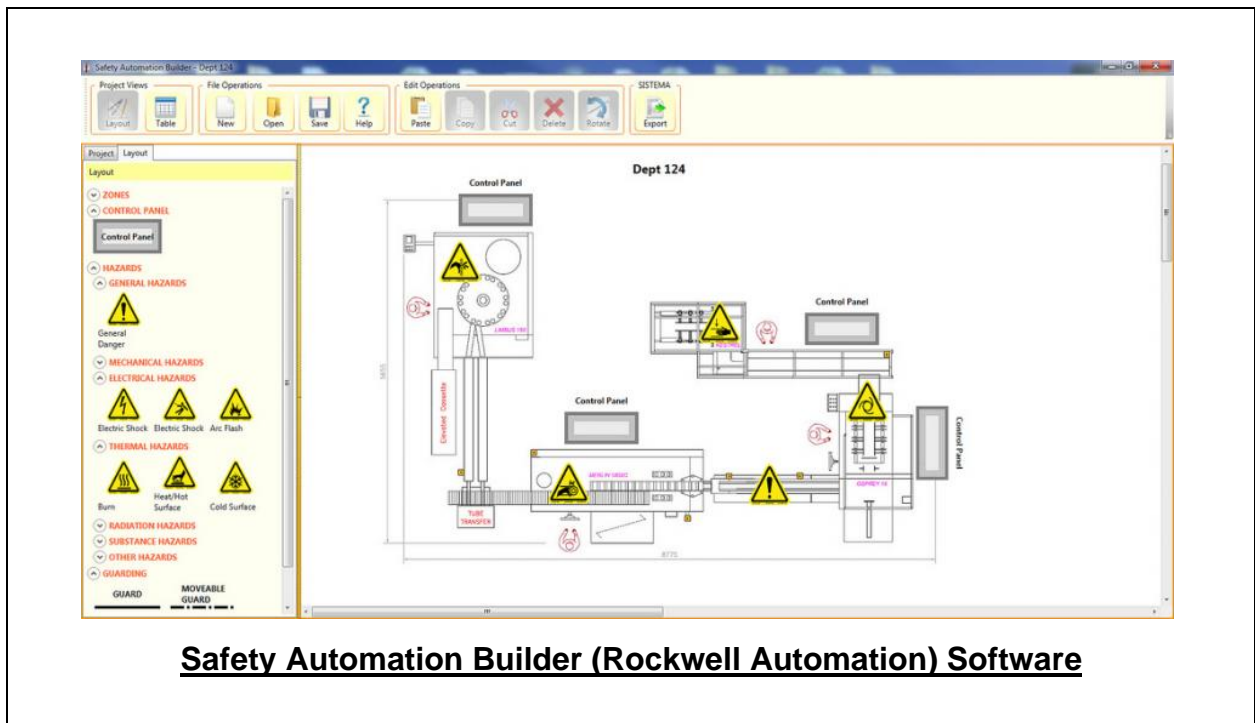 Safety Automation Builder - Dept 124
Project Views
File Operations
Edit Operations
SISTEMA
Layout Table New Open Save Help Paste Copy Cut Delete Rotate Export
Project Layout
Layout
ZONES
CONTROL PANEL
Control Panel
HAZARDS
GENERAL HAZARDS
General
Danger
MECHANICAL HAZARDS
ELECTRICAL HAZARDS
Electric Shock Electric Shock Arc Flash
THERMAL HAZARDS
Burn Heat/Hot Surface Cold Surface
RADIATION HAZARDS
SUBSTANCE HAZARDS
OTHER HAZARDS
GUARDING
GUARD MOVEABLE GUARD
Dept 124
Control Panel
Control Panel
Control Panel
Control Panel
Elevated Conveyor
TUBE
TRANSFER
8770
Safety Automation Builder (Rockwell Automation) Software